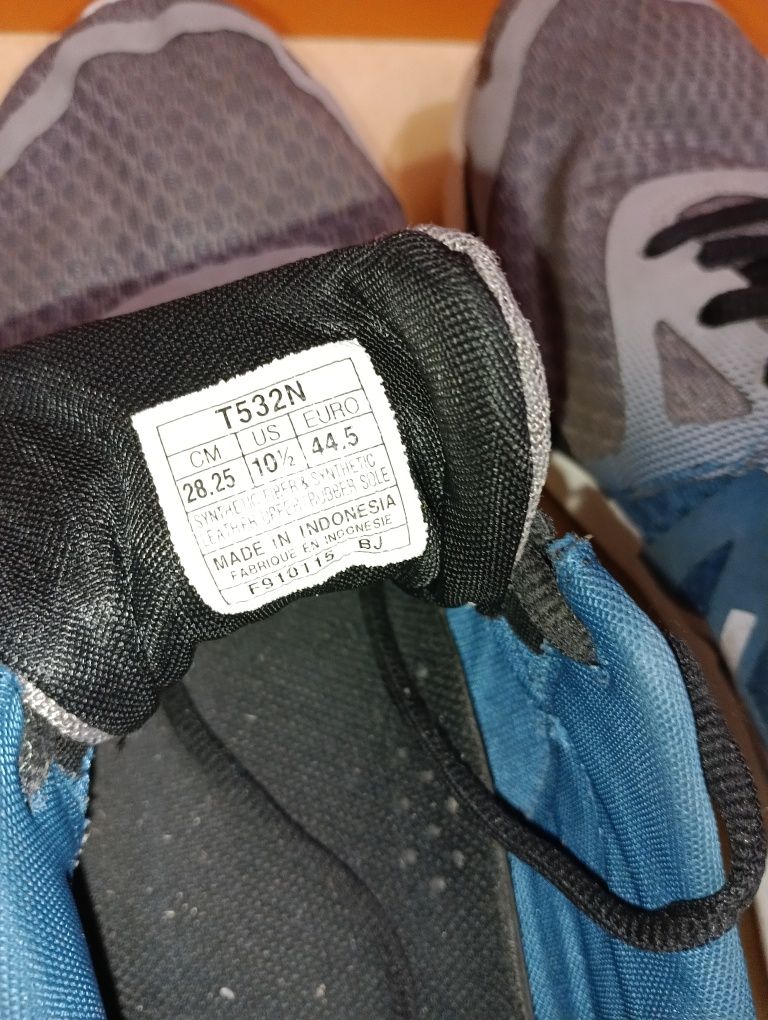 T532N
CM US EURO
28.25 10½ 44.5
SYNTHETIC FIBER & SYNTHETIC
LEATHER UPPER RUBBER SOLE
MADE IN INDONESIA
FABRIQUE EN INDONESIE
F910115 BJ